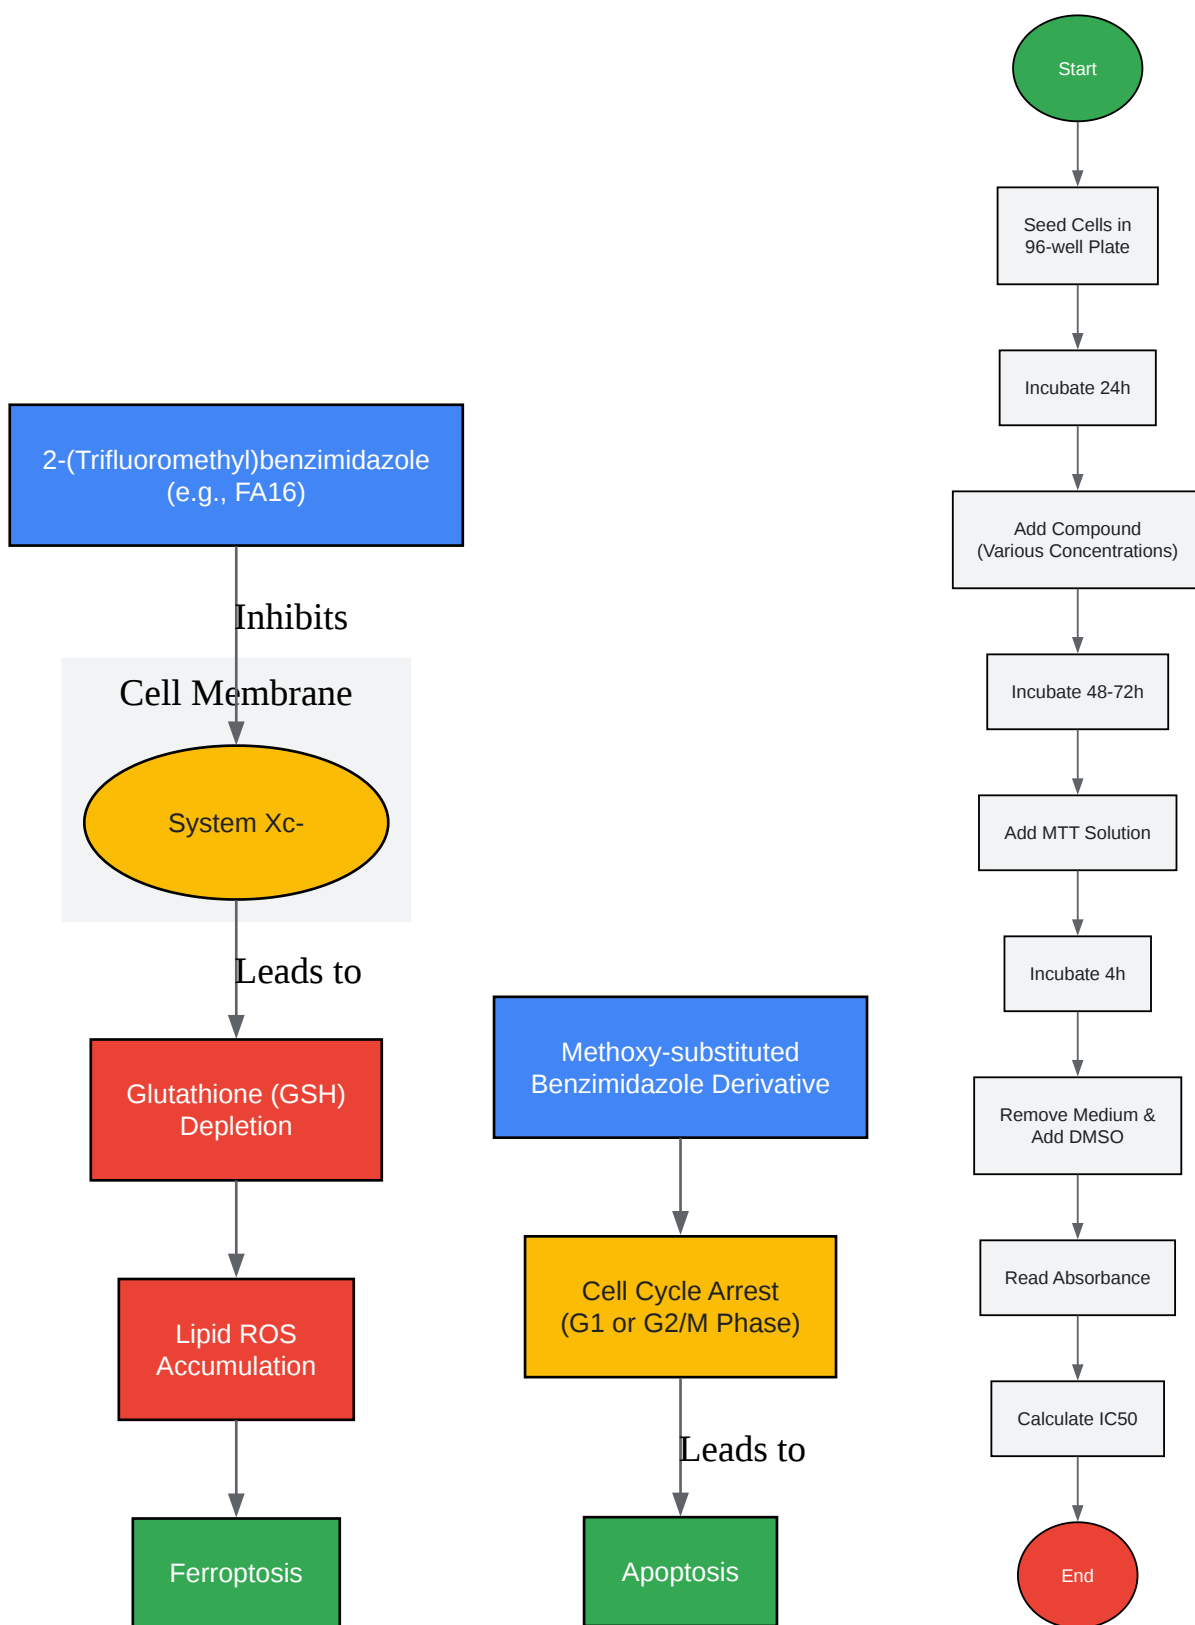 2-(Trifluoromethyl)benzimidazole
(e.g., FA16)
Inhibits
Cell Membrane
System Xc-
Leads to
Glutathione (GSH)
Depletion
Lipid ROS
Accumulation
Ferroptosis
Methoxy-substituted
Benzimidazole Derivative
Cell Cycle Arrest
(G1 or G2/M Phase)
Leads to
Apoptosis
Start
Seed Cells in
96-well Plate
Incubate 24h
Add Compound
(Various Concentrations)
Incubate 48-72h
Add MTT Solution
Incubate 4h
Remove Medium &
Add DMSO
Read Absorbance
Calculate IC50
End